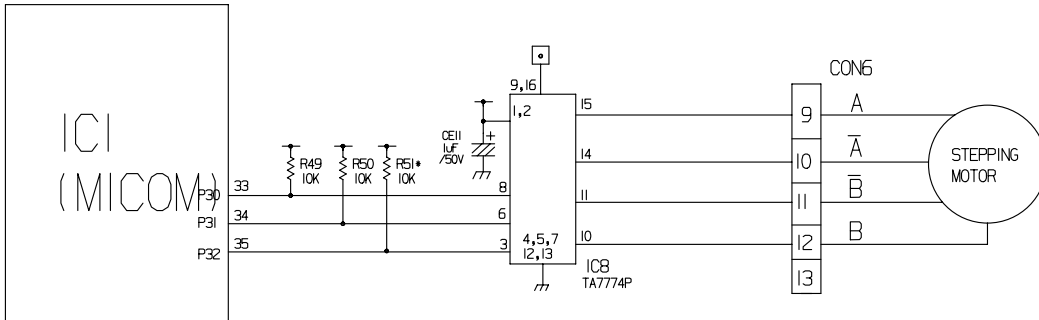 IC1
(MICOM)
P30
33
P31
34
P32
35
R49
10K
R50
10K
R51*
10K
CE11
1uF
/50V
+
9,16
1,2
8
6
3
4,5,7
12,13
15
14
11
10
IC8
TA7774P
CON6
9
10
11
12
13
A
A̅
B̅
B
STEPPING
MOTOR